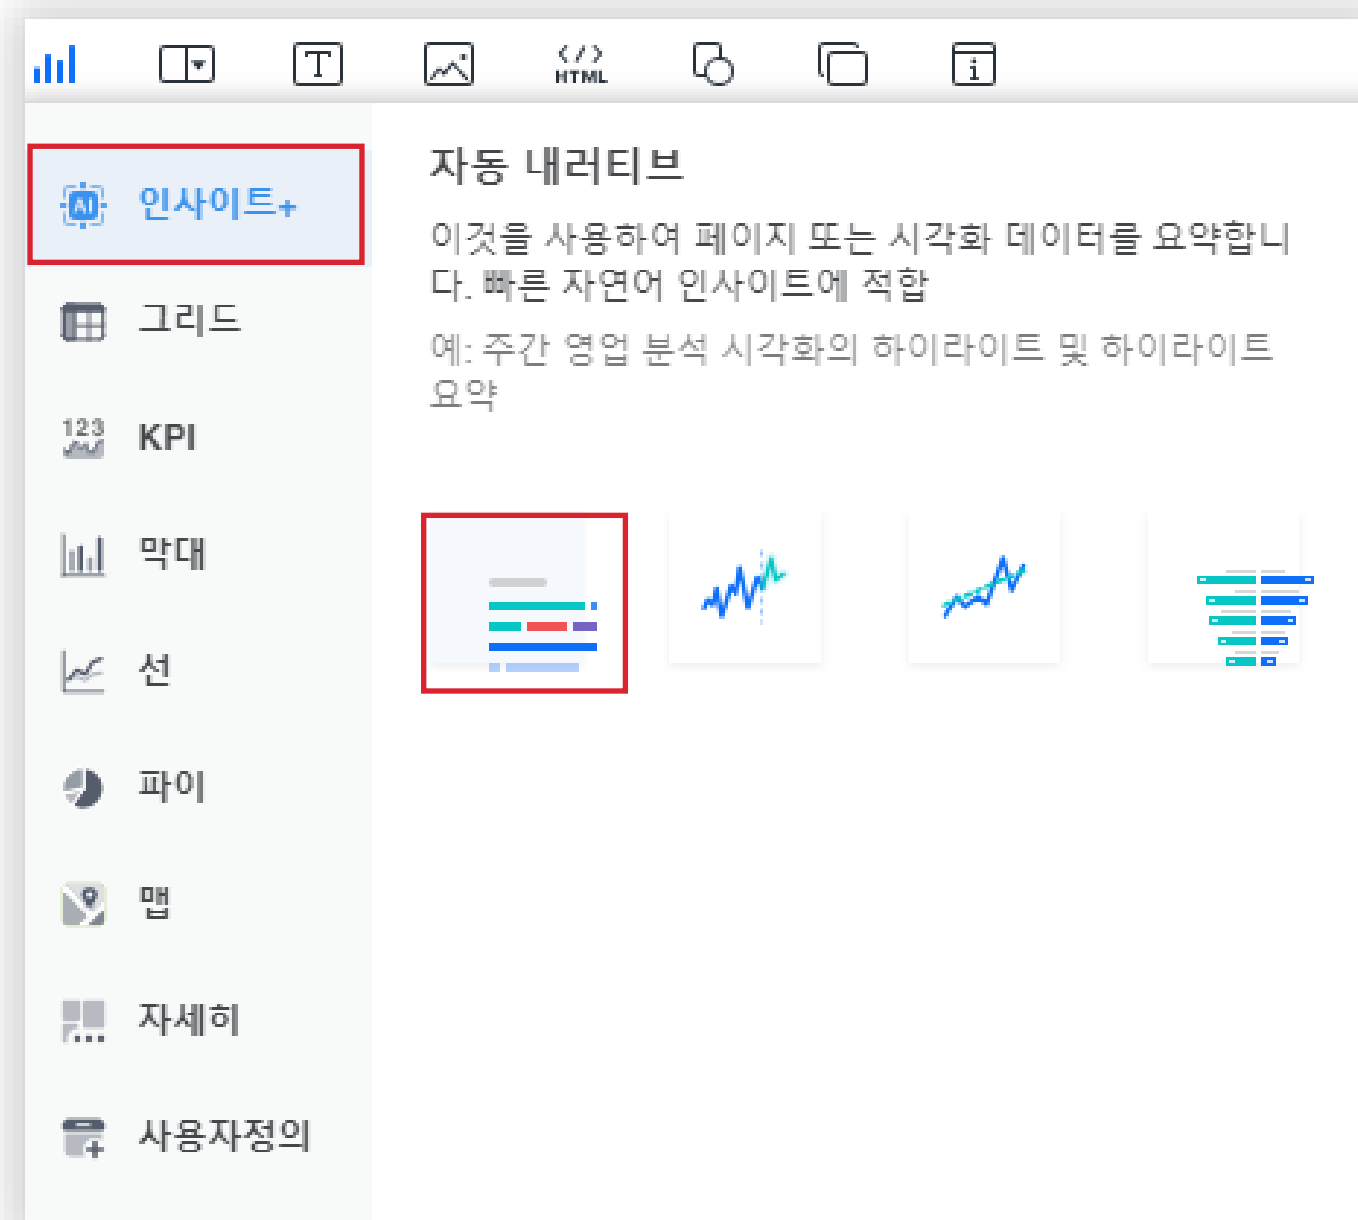 T
</>
HTML
i
AI 인사이트+
그리드
123 KPI
막대
선
파이
맵
자세히
사용자정의
자동 내러티브
이것을 사용하여 페이지 또는 시각화 데이터를 요약합니
다. 빠른 자연어 인사이트에 적합
예: 주간 영업 분석 시각화의 하이라이트 및 하이라이트
요약